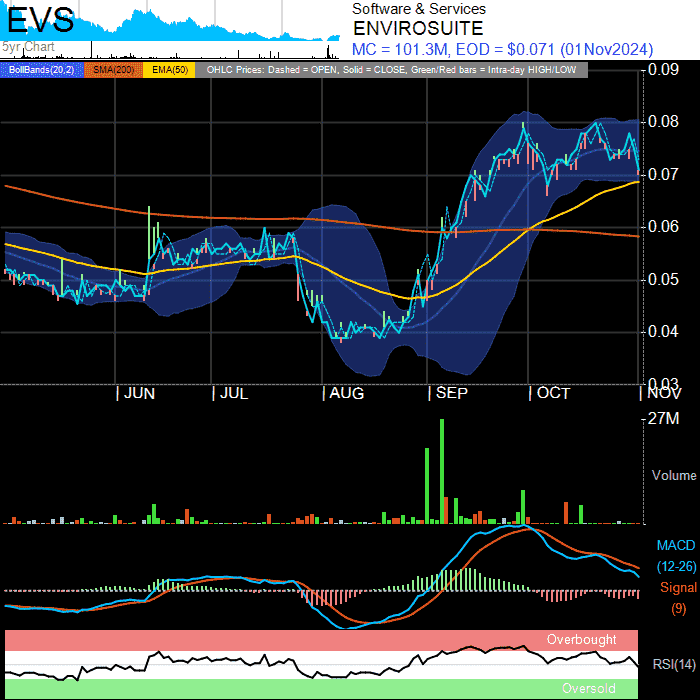 EVS
5yr Chart
Software & Services
ENVIROSUITE
MC = 101.3M, EOD = $0.071 (01Nov2024)
BollBands(20,2) SMA(200) EMA(50) OHLC Prices: Dashed = OPEN, Solid = CLOSE, Green/Red bars = Intra-day HIGH/LOW
0.09
0.08
0.07
0.06
0.05
0.04
0.03
JUN JUL AUG SEP OCT NOV
27M
Volume
MACD
(12-26)
Signal
(9)
Overbought
RSI(14)
Oversold